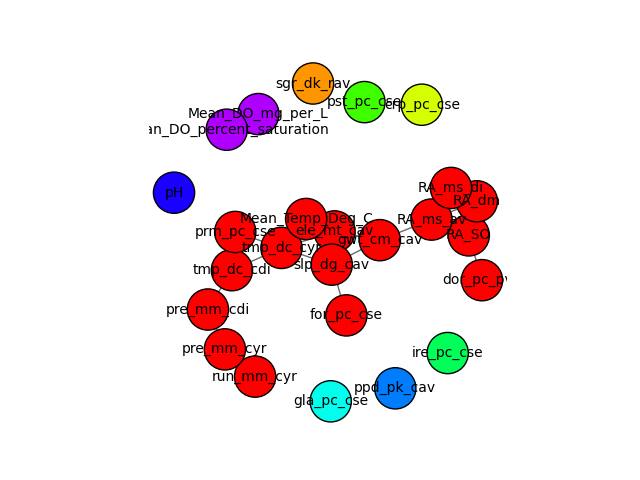 sgr_dk_rav
pst_pc_cse
crp_pc_cse
Mean_DO_mg_per_L
an_DO_percent_saturation
pH
RA_ms_di
RA_dm
RA_ms_av
RA_SO
Mean_Temp_Deg_C
ele_mt_cav
prm_pc_cse
gwt_cm_cav
tmp_dc_cyr
slp_dg_cav
tmp_dc_cdi
dor_pc_pv
pre_mm_cdi
for_pc_cse
pre_mm_cyr
ire_pc_cse
run_mm_cyr
ppd_pk_cav
gla_pc_cse